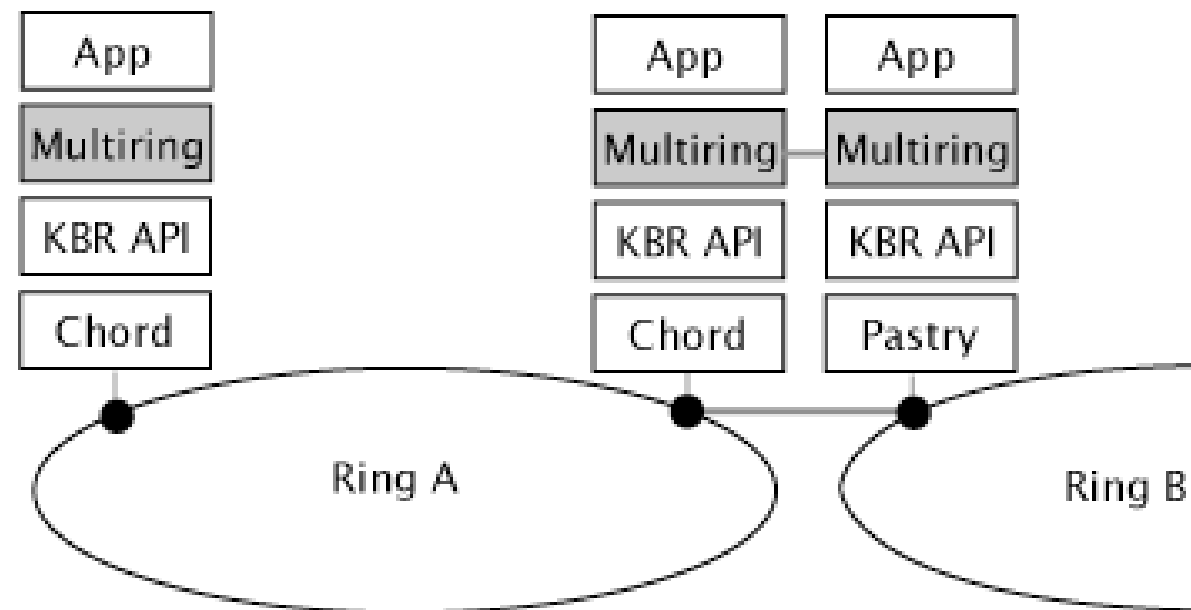 App
Multiring
KBR API
Chord
App
Multiring
KBR API
Chord
App
Multiring
KBR API
Pastry
Ring A
Ring B